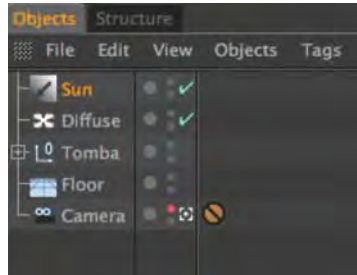 Objects Structure
File Edit View Objects Tags
Sun
Diffuse
Tomba
Floor
Camera